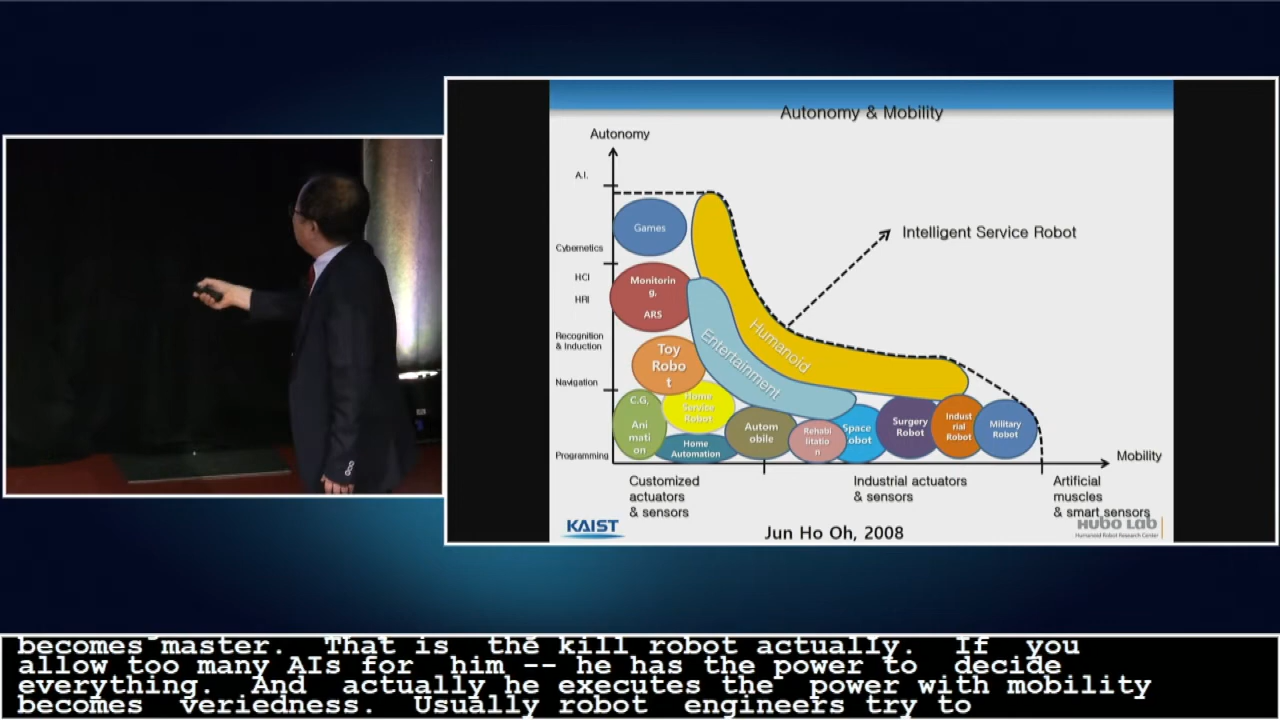 Autonomy & Mobility
Autonomy
A.I.
Games
Intelligent Service Robot
Cybernetics
HCI
HRI
Monitorin
g,
ARS
Recognition
& Induction
Toy
Robo
t
Entertainment
Humanoid
Navigation
C.G,
Ani
mati
on
Home
Service
Robot
Home
Automation
Autom
obile
Rehabi
litatio
n
Space
obot
Surgery
Robot
Indust
rial
Robot
Military
Robot
Programming
Mobility
Customized
actuators
& sensors
Industrial actuators
& sensors
Artificial
muscles
& smart sensors
KAIST
Jun Ho Oh, 2008
HUBO LAB
Humanoid Robot Research Center
becomes master. That is the kill robot actually. If you
allow too many AIs for him -- he has the power to decide
everything. And actually he executes the power with mobility
becomes veriedness. Usually robot engineers try to